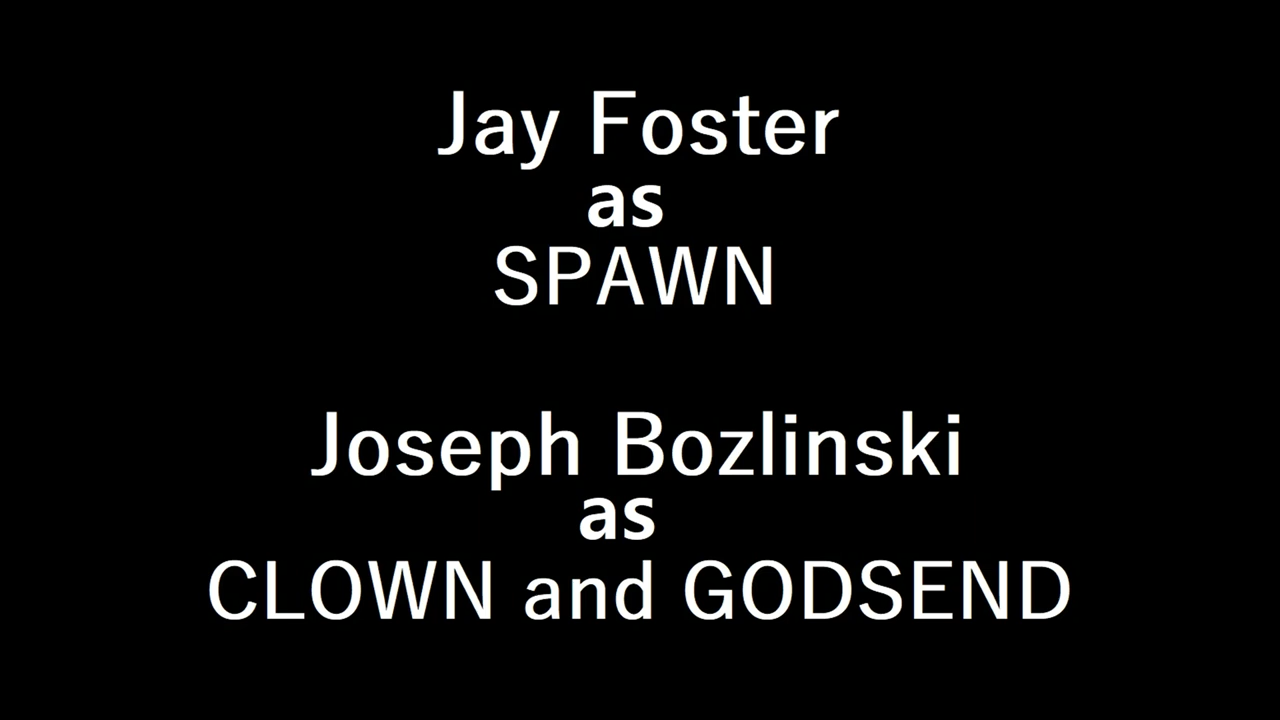 Jay Foster
as
SPAWN
Joseph Bozlinski
as
CLOWN and GODSEND